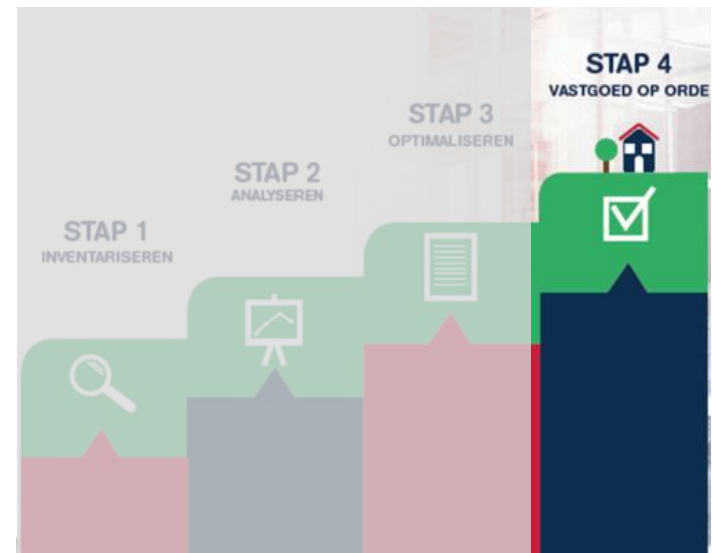 STAP 1
INVENTARISEREN
STAP 2
ANALYSEREN
STAP 3
OPTIMALISEREN
STAP 4
VASTGOED OP ORDE